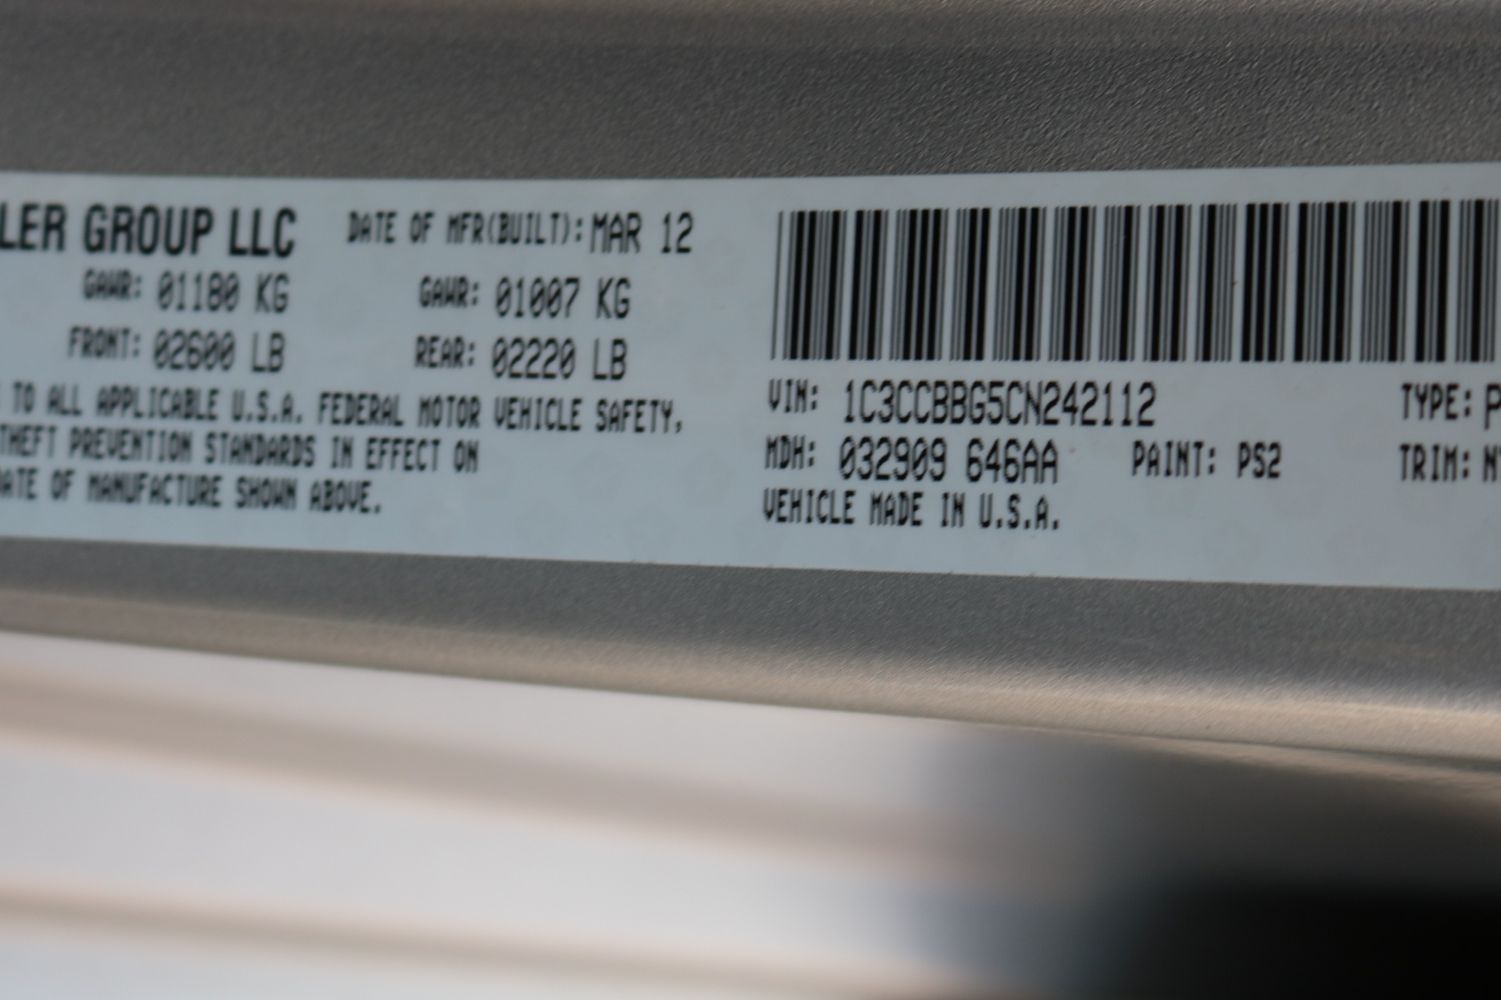 LER GROUP LLC DATE OF MFR(BUILT): MAR 12
GAWR: 01180 KG GAWR: 01007 KG
FRONT: 02600 LB REAR: 02220 LB
TO ALL APPLICABLE U.S.A. FEDERAL MOTOR VEHICLE SAFETY,
THEFT PREVENTION STANDARDS IN EFFECT ON
DATE OF MANUFACTURE SHOWN ABOVE.
VIN: 1C3CCBBG5CN242112 TYPE: P
MDH: 032909 646AA PAINT: PS2 TRIM:
VEHICLE MADE IN U.S.A.